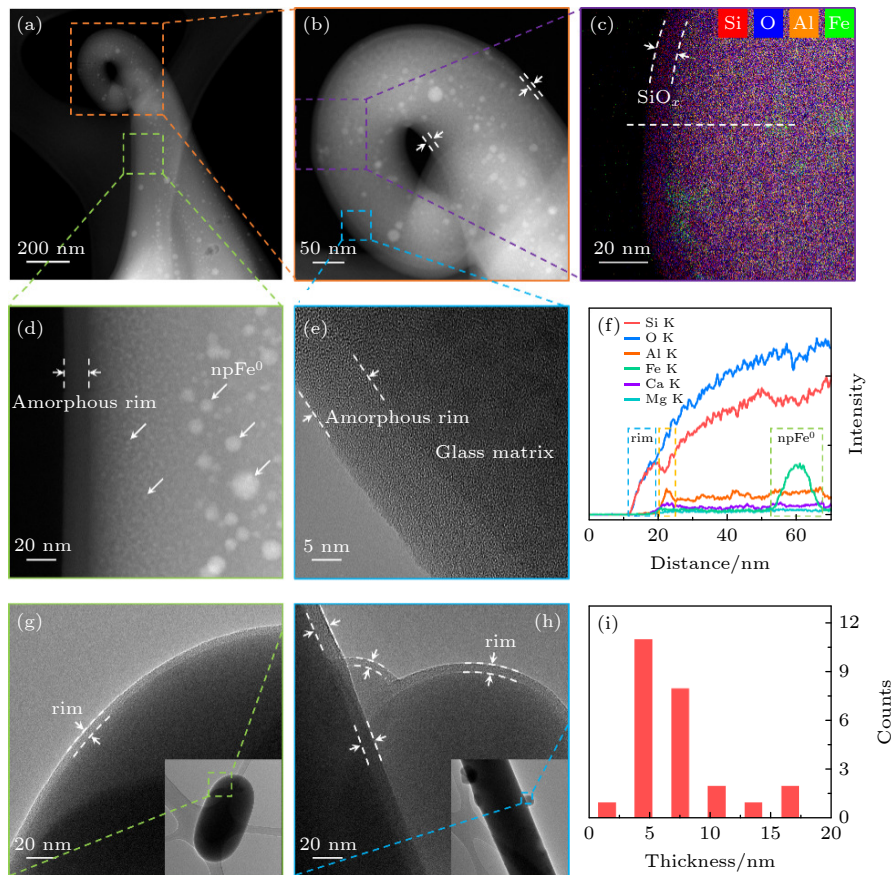 (a)
200 nm
(b)
50 nm
(c)
Si O Al Fe
SiOₓ
20 nm
(d)
npFe⁰
Amorphous rim
20 nm
(e)
Amorphous rim
Glass matrix
5 nm
(f)
Si K
O K
Al K
Fe K
Ca K
Mg K
rim
npFe⁰
Intensity
0 20 40 60
Distance/nm
(g)
rim
20 nm
(h)
rim
20 nm
(i)
12
9
6
3
0
Counts
0 5 10 15 20
Thickness/nm